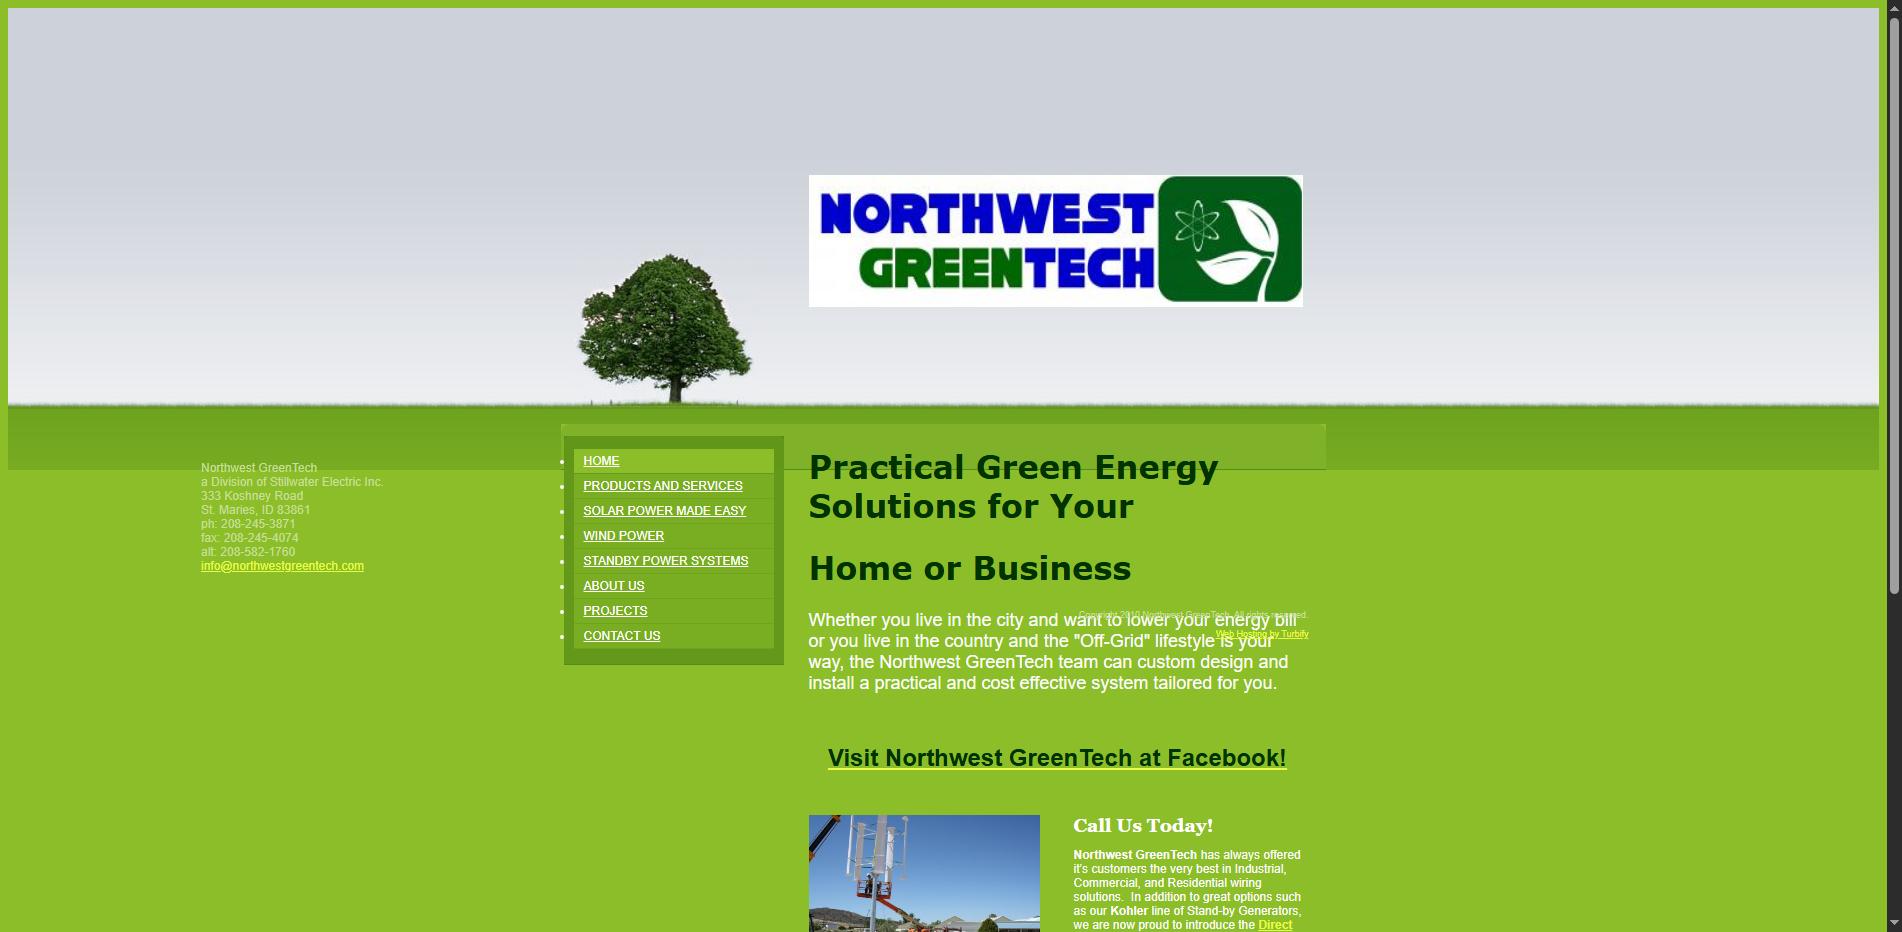 NORTHWEST
GREENTECH
Northwest GreenTech
a Division of Stillwater Electric Inc.
333 Koshney Road
St. Maries, ID 83861
ph: 208-245-3871
fax: 208-245-4074
alt: 208-582-1760
info@northwestgreentech.com
HOME
PRODUCTS AND SERVICES
SOLAR POWER MADE EASY
WIND POWER
STANDBY POWER SYSTEMS
ABOUT US
PROJECTS
CONTACT US
Practical Green Energy
Solutions for Your
Home or Business
Copyright 2010 Northwest GreenTech. All rights reserved.
Web Hosting by Turbify
Whether you live in the city and want to lower your energy bill
or you live in the country and the "Off-Grid" lifestyle is your
way, the Northwest GreenTech team can custom design and
install a practical and cost effective system tailored for you.
Visit Northwest GreenTech at Facebook!
Call Us Today!
Northwest GreenTech has always offered
it's customers the very best in Industrial,
Commercial, and Residential wiring
solutions.  In addition to great options such
as our Kohler line of Stand-by Generators,
we are now proud to introduce the Direct